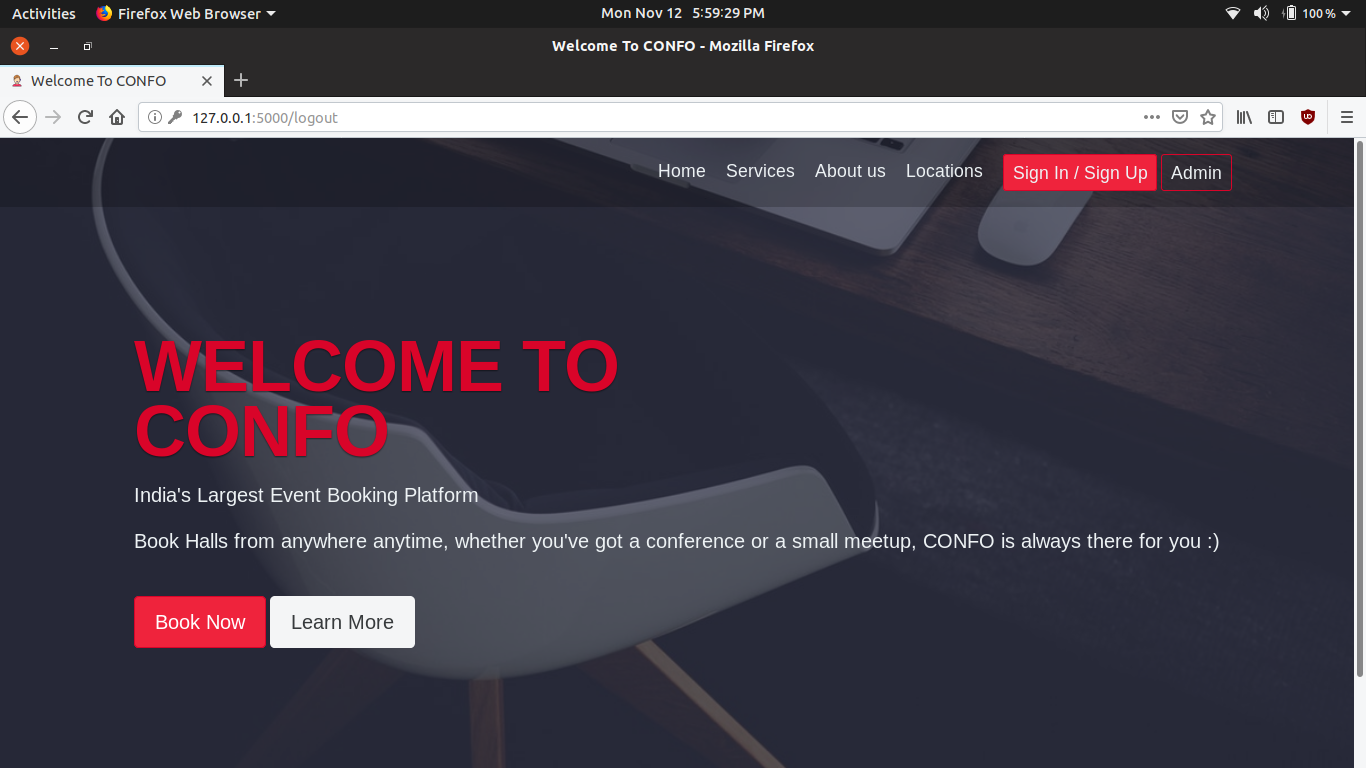 Activities Firefox Web Browser Mon Nov 12 5:59:29 PM 100 %
Welcome To CONFO - Mozilla Firefox
Welcome To CONFO
127.0.0.1:5000/logout
Home Services About us Locations Sign In / Sign Up Admin
WELCOME TO
CONFO
India's Largest Event Booking Platform
Book Halls from anywhere anytime, whether you've got a conference or a small meetup, CONFO is always there for you :)
Book Now Learn More